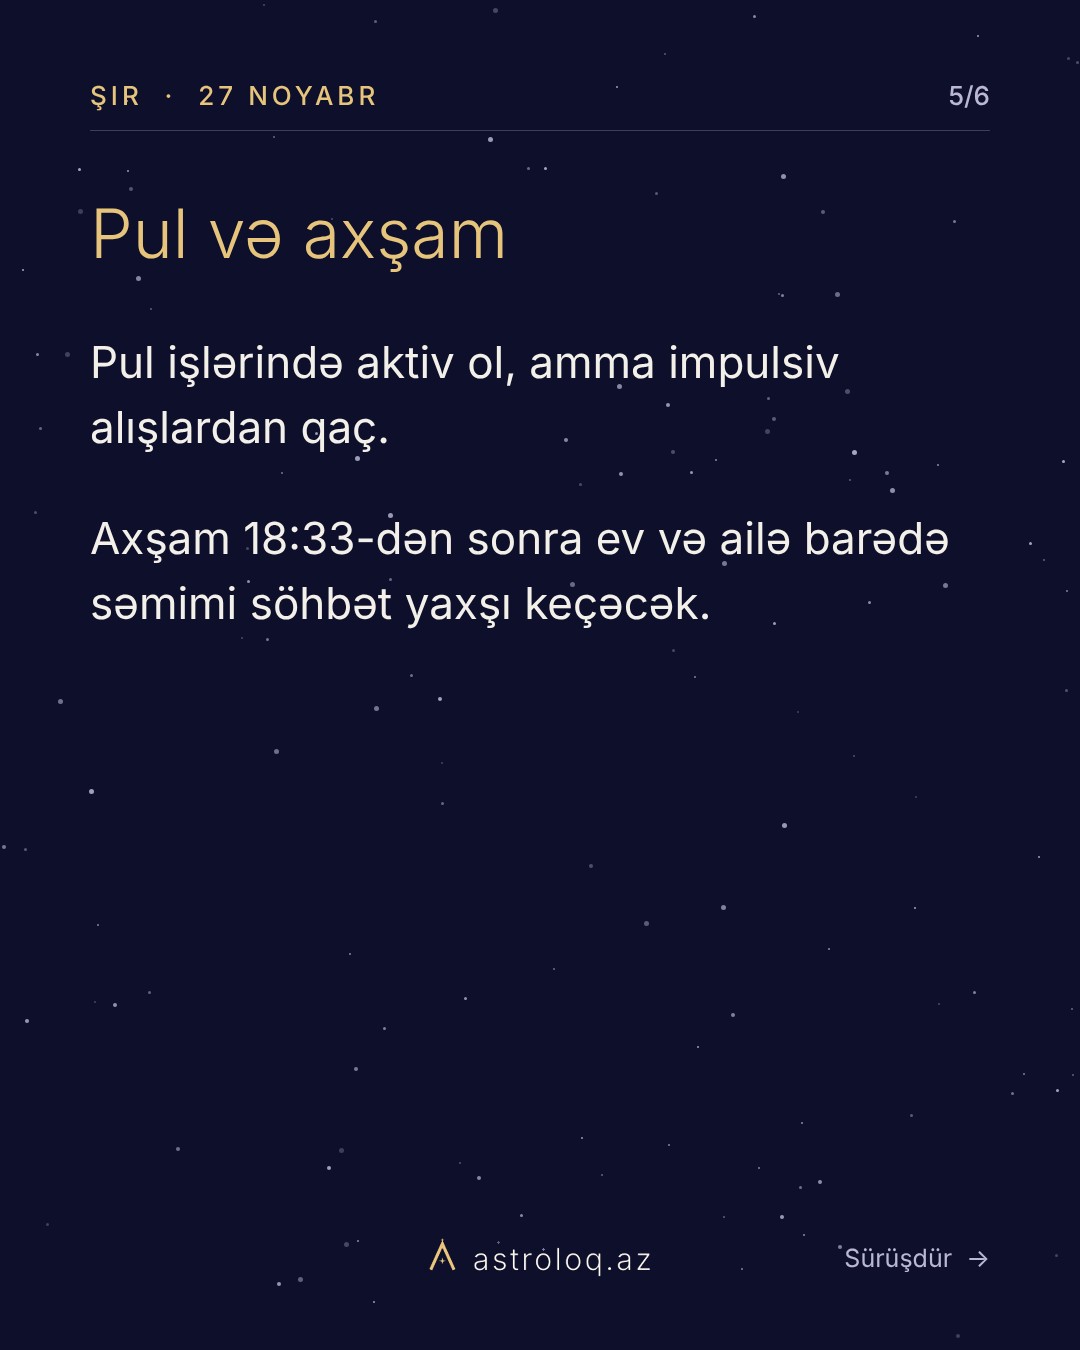 ŞIR · 27 NOYABR
5/6
Pul və axşam
Pul işlərində aktiv ol, amma impulsiv
alışlardan qaç.
Axşam 18:33-dən sonra ev və ailə barədə
səmimi söhbət yaxşı keçəcək.
astroloq.az
Sürüşdür →